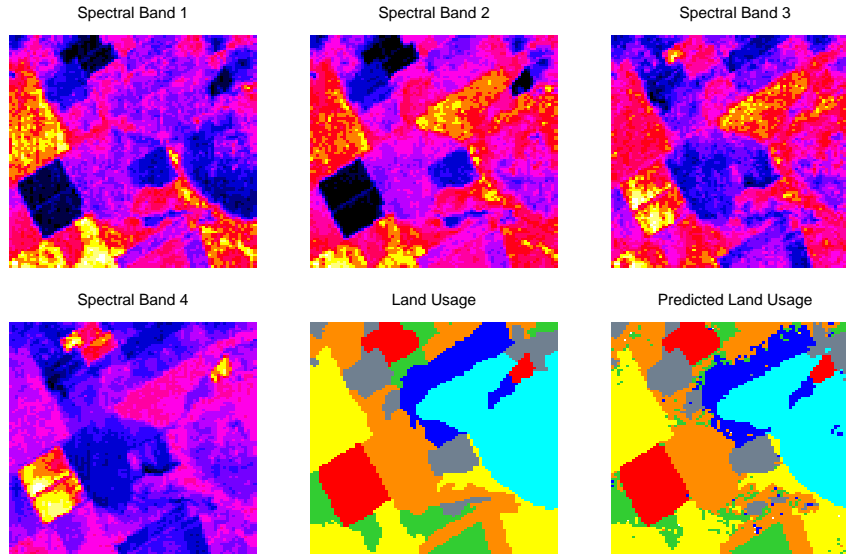 Spectral Band 1
Spectral Band 2
Spectral Band 3
Spectral Band 4
Land Usage
Predicted Land Usage